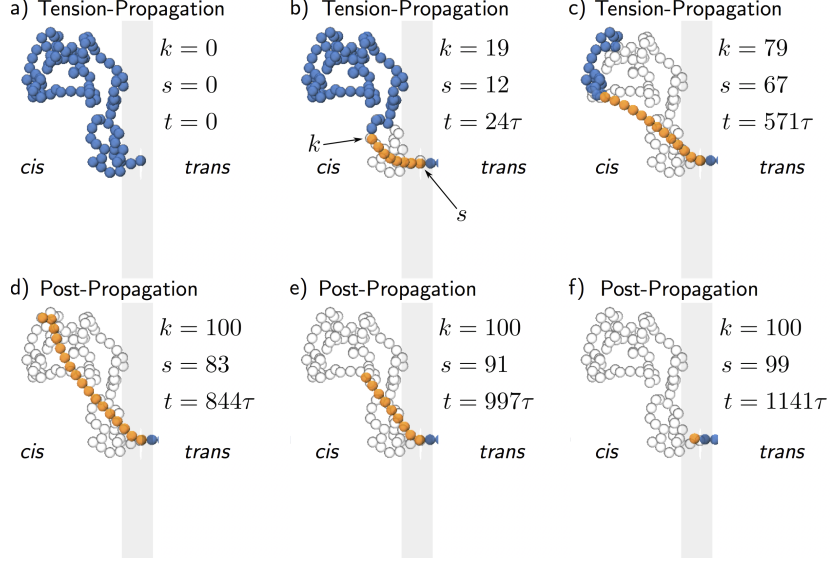 a) Tension-Propagation
k = 0
s = 0
t = 0
cis trans
b) Tension-Propagation
k = 19
s = 12
t = 24τ
k
cis trans
s
c) Tension-Propagation
k = 79
s = 67
t = 571τ
cis trans
d) Post-Propagation
k = 100
s = 83
t = 844τ
cis trans
e) Post-Propagation
k = 100
s = 91
t = 997τ
cis trans
f) Post-Propagation
k = 100
s = 99
t = 1141τ
cis trans